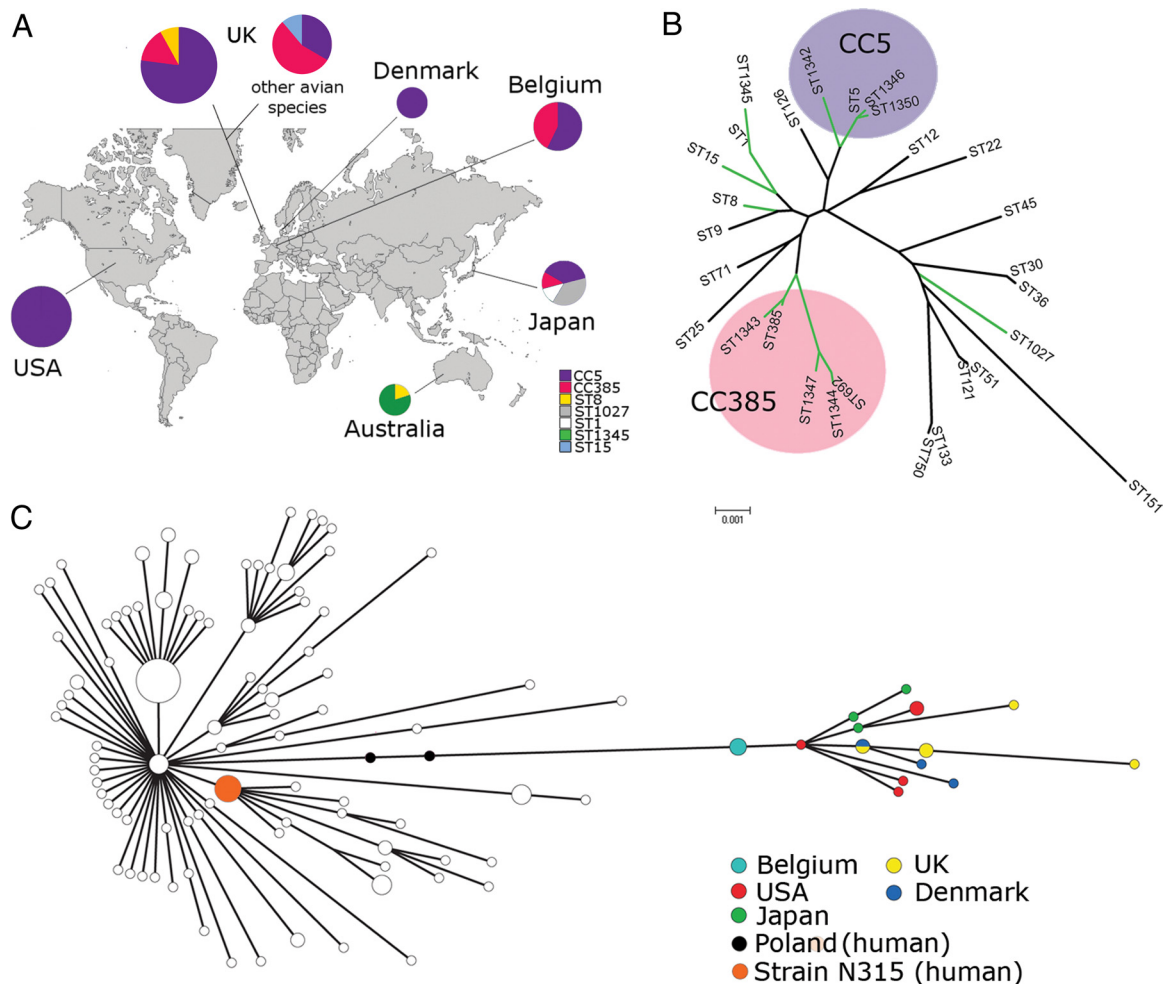 A
UK
other avian
species
Denmark
Belgium
USA
Japan
Australia
CC5
CC385
ST8
ST1027
ST1
ST1345
ST15
B
CC5
ST1342
ST5
ST1346
ST1350
ST126
ST1345
ST1
ST15
ST8
ST9
ST71
ST25
ST12
ST22
ST45
ST30
ST36
ST1027
ST51
ST121
ST133
ST750
ST151
CC385
ST1343
ST385
ST1347
ST1344
ST692
0.001
C
Belgium
USA
Japan
Poland (human)
Strain N315 (human)
UK
Denmark